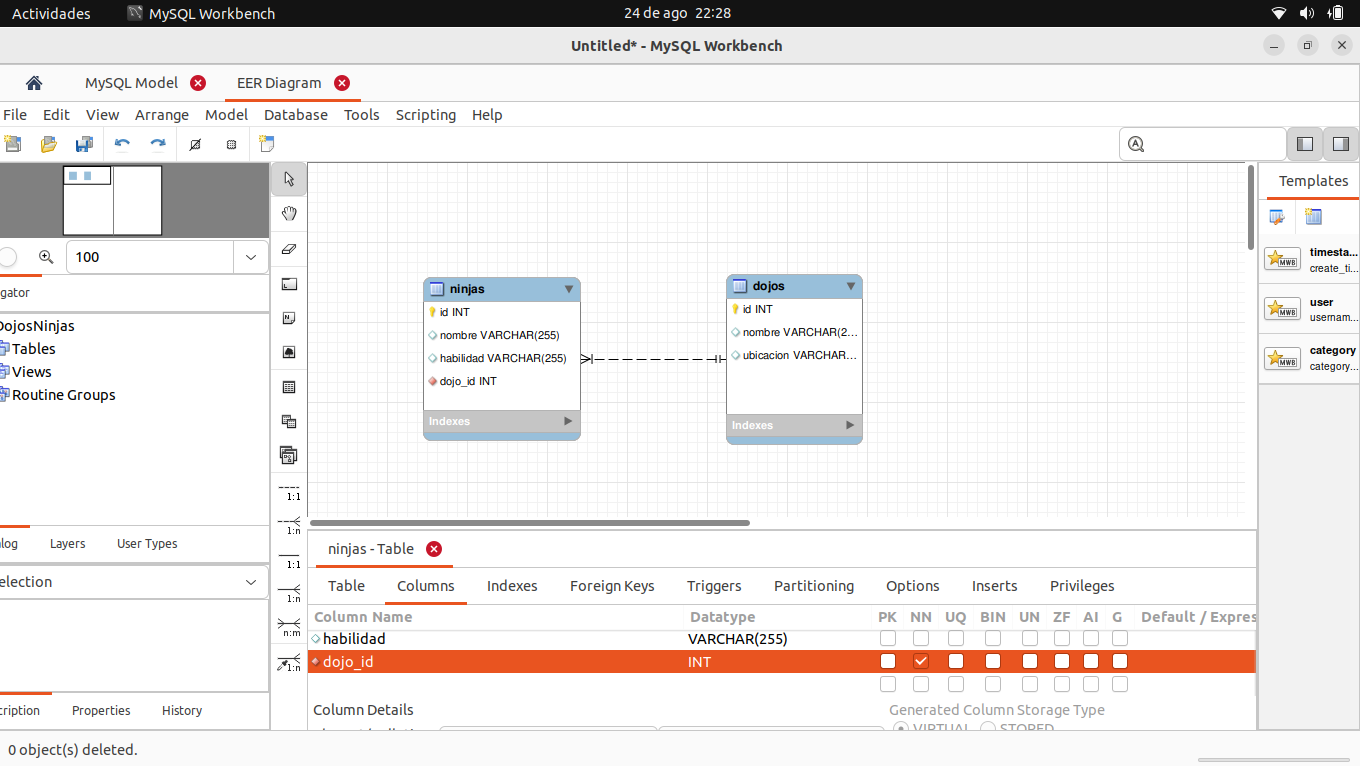 Actividades MySQL Workbench 24 de ago 22:28
Untitled* - MySQL Workbench
MySQL Model EER Diagram
File Edit View Arrange Model Database Tools Scripting Help
100
gator
DojosNinjas
Tables
Views
Routine Groups
alog Layers User Types
election
cription Properties History
1:1
1:n
1:1
1:n
n:m
1:n
ninjas
id INT
nombre VARCHAR(255)
habilidad VARCHAR(255)
dojo_id INT
Indexes
dojos
id INT
nombre VARCHAR(2...
ubicacion VARCHAR...
Indexes
Templates
MWB timesta...
create_ti...
MWB user
usernam...
MWB category
category...
ninjas - Table
Table Columns Indexes Foreign Keys Triggers Partitioning Options Inserts Privileges
Column Name Datatype PK NN UQ BIN UN ZF AI G Default / Expres
habilidad VARCHAR(255)
dojo_id INT
Column Details Generated Column Storage Type
VIRTUAL STORED
0 object(s) deleted.